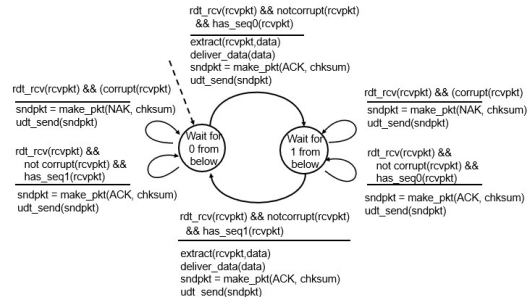 rdt_rcv(rcvpkt) && notcorrupt(rcvpkt)
&& has_seq0(rcvpkt)
extract(rcvpkt,data)
deliver_data(data)
sndpkt = make_pkt(ACK, chksum)
udt_send(sndpkt)
rdt_rcv(rcvpkt) && (corrupt(rcvpkt)
sndpkt = make_pkt(NAK, chksum)
udt_send(sndpkt)
rdt_rcv(rcvpkt) &&
not corrupt(rcvpkt) &&
has_seq1(rcvpkt)
sndpkt = make_pkt(ACK, chksum)
udt_send(sndpkt)
Wait for
0 from
below
Wait for
1 from
below
rdt_rcv(rcvpkt) && (corrupt(rcvpkt)
sndpkt = make_pkt(NAK, chksum)
udt_send(sndpkt)
rdt_rcv(rcvpkt) &&
not corrupt(rcvpkt) &&
has_seq0(rcvpkt)
sndpkt = make_pkt(ACK, chksum)
udt_send(sndpkt)
rdt_rcv(rcvpkt) && notcorrupt(rcvpkt)
&& has_seq1(rcvpkt)
extract(rcvpkt,data)
deliver_data(data)
sndpkt = make_pkt(ACK, chksum)
udt_send(sndpkt)